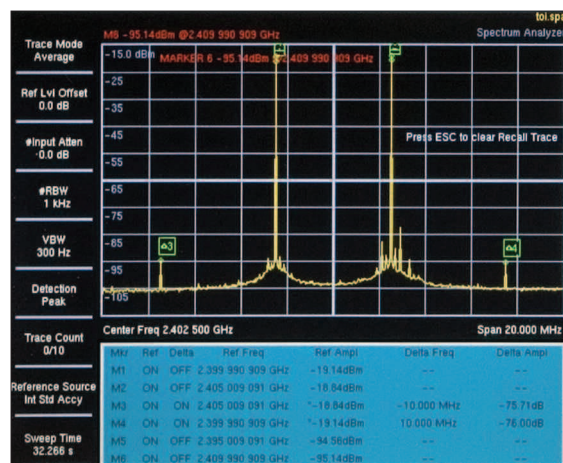 toi.spa
M6 -95.14dBm @2.409 990 909 GHz
Spectrum Analyzer
Trace Mode
Average
-15.0 dBm
MARKER 6 -95.14dBm @2.409 990 909 GHz
-25
Ref Lvl Offset
0.0 dB
-35
#Input Atten
-0.0 dB
-45
Press ESC to clear Recall Trace
-55
#RBW
1 kHz
-65
-75
VBW
300 Hz
-85
△3
△4
-95
Detection
Peak
-105
Trace Count
0/10
Center Freq 2.402 500 GHz
Span 20.000 MHz
Mkr Ref Delta Ref Freq Ref Ampl Delta Freq Delta Ampl
M1 ON OFF 2.399 990 909 GHz -19.14dBm -- --
M2 ON OFF 2.405 009 091 GHz -18.84dBm -- --
Reference Source
Int Std Accy
M3 ON ON 2.405 009 091 GHz *-18.84dBm -10.000 MHz -75.71dB
M4 ON ON 2.399 990 909 GHz *-19.14dBm 10.000 MHz -76.00dB
Sweep Time
32.266 s
M5 ON OFF 2.395 009 091 GHz -94.56dBm -- --
M6 ON OFF 2.409 990 909 GHz -95.14dBm -- --